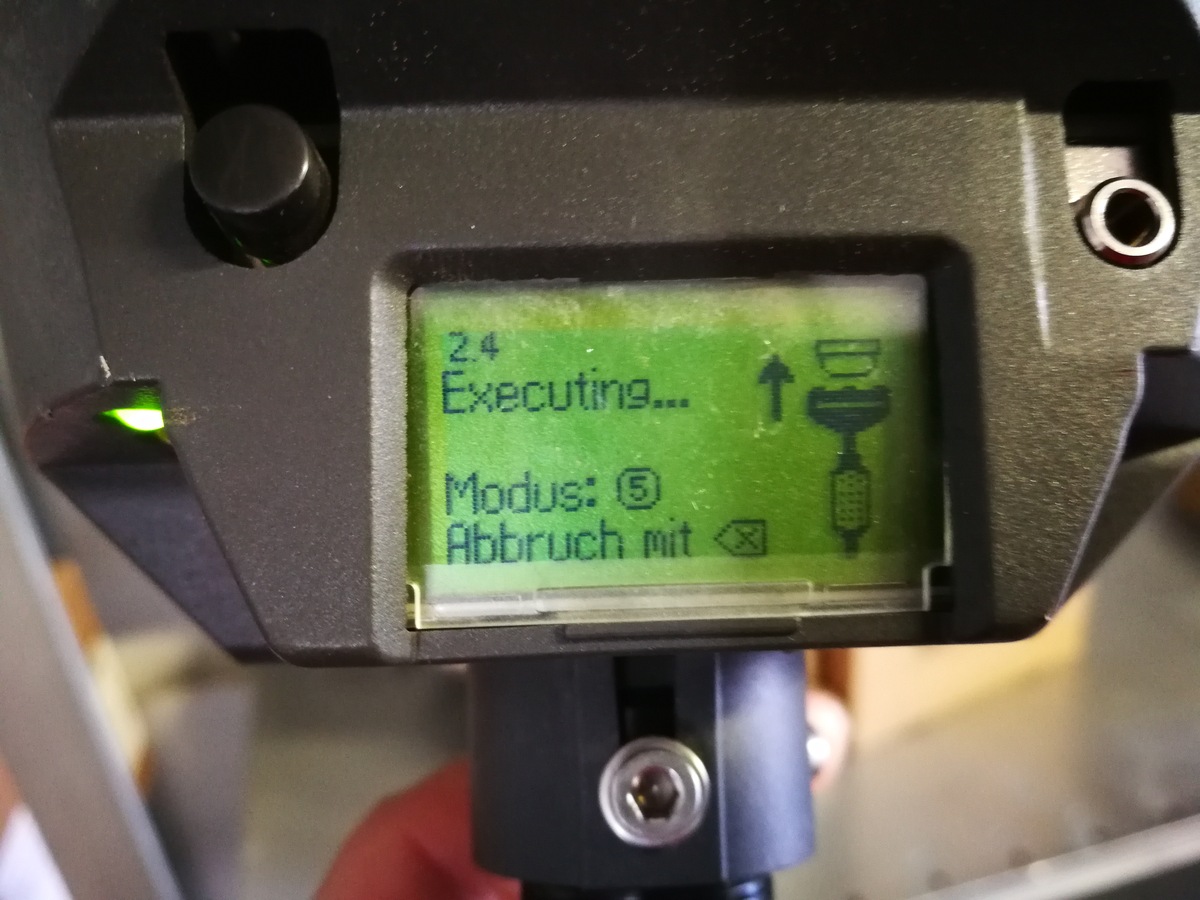 2.4
Executing...
Modus: ⑤
Abbruch mit ⌫